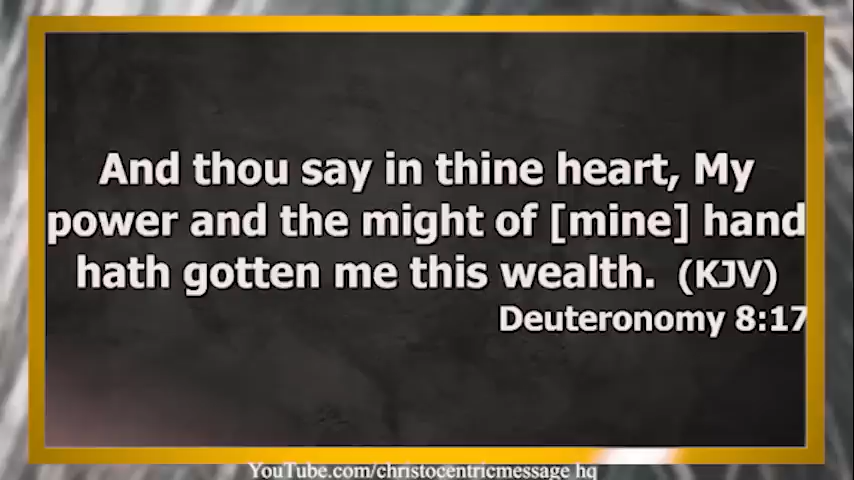 And thou say in thine heart, My
power and the might of [mine] hand
hath gotten me this wealth. (KJV)
Deuteronomy 8:17
YouTube.com/christocentricmessage hq